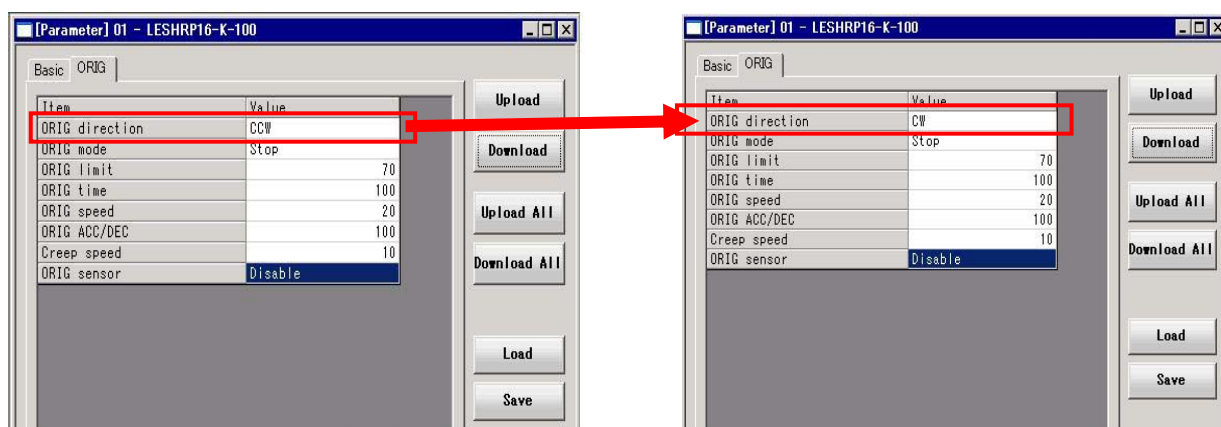 [Parameter] 01 - LESHRP16-K-100
Basic ORIG
Item Value
ORIG direction CCW
ORIG mode Stop
ORIG limit 70
ORIG time 100
ORIG speed 20
ORIG ACC/DEC 100
Creep speed 10
ORIG sensor Disable
Upload
Download
Upload All
Download All
Load
Save
[Parameter] 01 - LESHRP16-K-100
Basic ORIG
Item Value
ORIG direction CW
ORIG mode Stop
ORIG limit 70
ORIG time 100
ORIG speed 20
ORIG ACC/DEC 100
Creep speed 10
ORIG sensor Disable
Upload
Download
Upload All
Download All
Load
Save